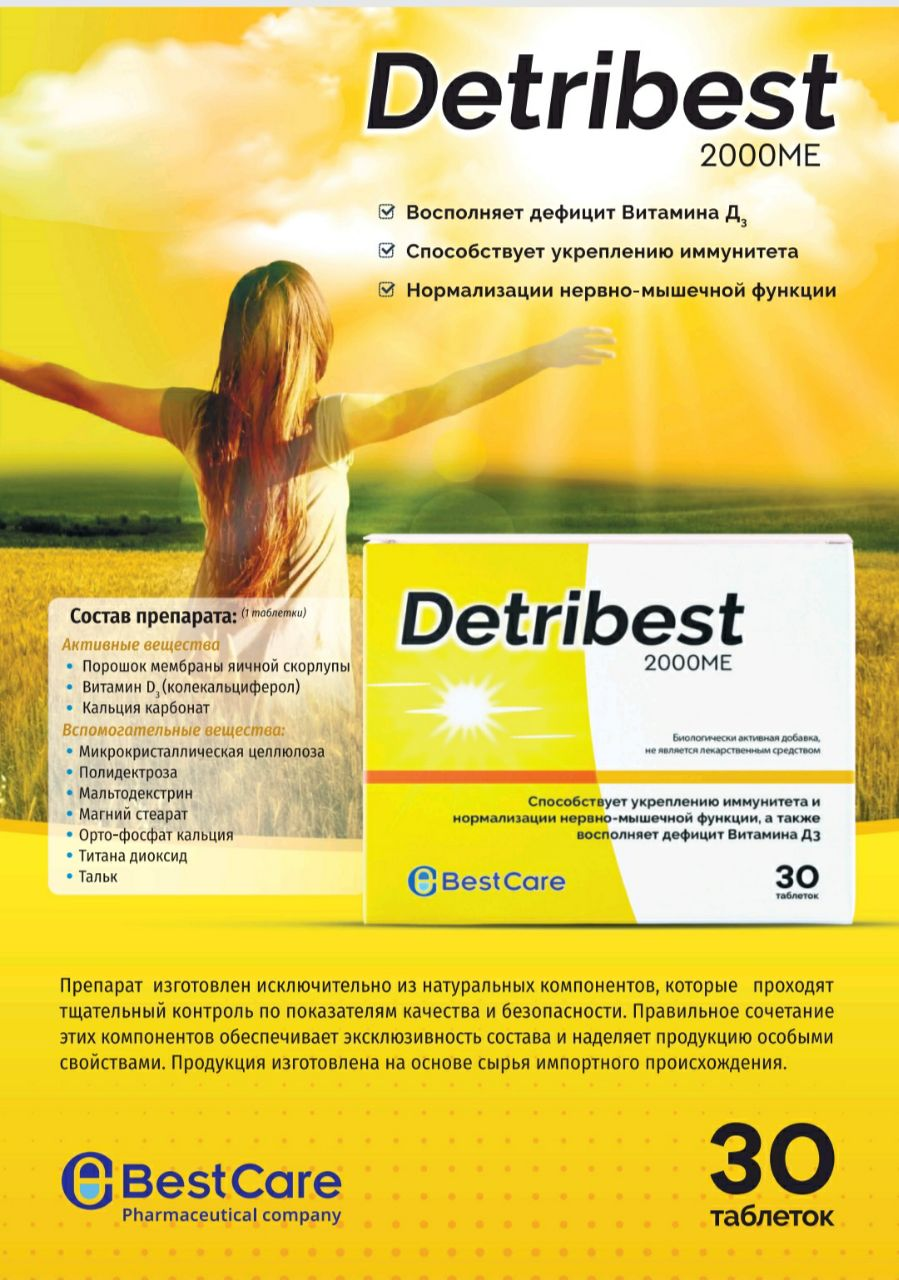 Detribest
2000ME
Восполняет дефицит Витамина Д3
Способствует укреплению иммунитета
Нормализации нервно-мышечной функции
Состав препарата: (1 таблетки)
Активные вещества
• Порошок мембраны яичной скорлупы
• Витамин D3 (колекальциферол)
• Кальция карбонат
Вспомогательные вещества:
• Микрокристаллическая целлюлоза
• Полидектроза
• Мальтодекстрин
• Магний стеарат
• Орто-фосфат кальция
• Титана диоксид
• Тальк
Detribest
2000ME
Биологически активная добавка,
не является лекарственным средством
Способствует укреплению иммунитета и
нормализации нервно-мышечной функции, а также
восполняет дефицит Витамина Д3
BestCare
30
таблеток
Препарат изготовлен исключительно из натуральных компонентов, которые проходят
тщательный контроль по показателям качества и безопасности. Правильное сочетание
этих компонентов обеспечивает эксклюзивность состава и наделяет продукцию особыми
свойствами. Продукция изготовлена на основе сырья импортного происхождения.
BestCare
Pharmaceutical company
30
таблеток